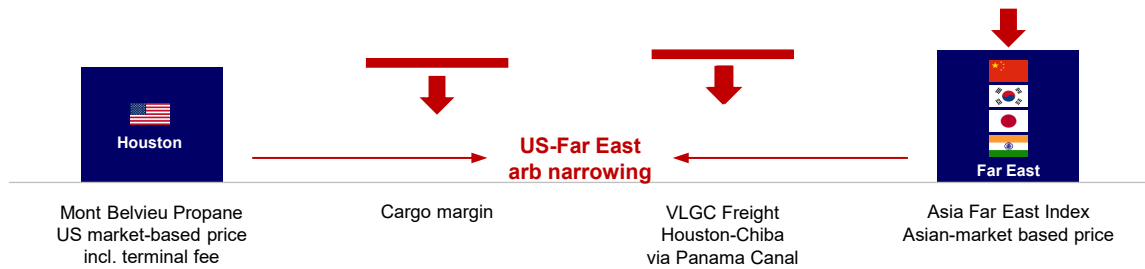 Houston
US-Far East
arb narrowing
Far East
Mont Belvieu Propane
US market-based price
incl. terminal fee
Cargo margin
VLGC Freight
Houston-Chiba
via Panama Canal
Asia Far East Index
Asian-market based price